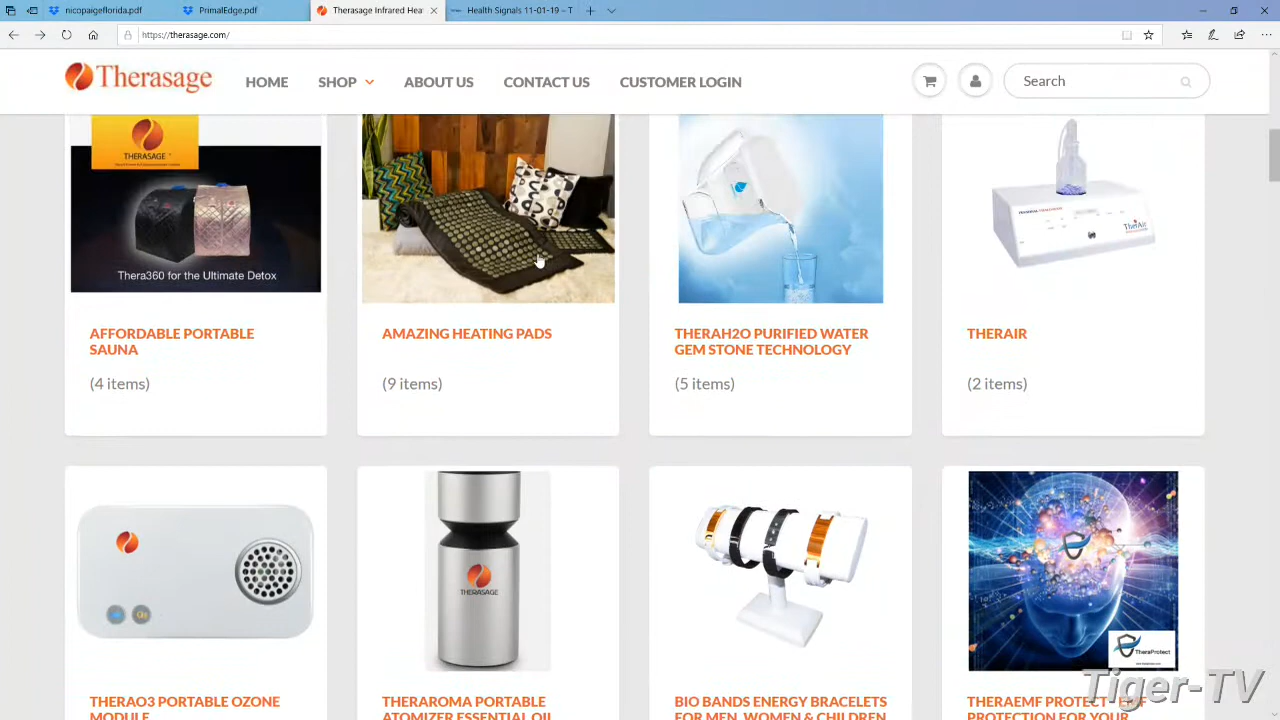 nicopaigeflorida.pdf
PrimalEdge.pdf
Therasage Infrared He
Health Signals 11-01-19 – T
https://therasage.com/
Therasage
HOME
SHOP
ABOUT US
CONTACT US
CUSTOMER LOGIN
Search
THERASAGE
Thera360 for the Ultimate Detox
TherAir
AFFORDABLE PORTABLE
SAUNA
(4 items)
AMAZING HEATING PADS
(9 items)
THERAH2O PURIFIED WATER
GEM STONE TECHNOLOGY
(5 items)
THERAIR
(2 items)
THERASAGE
TheraProtect
THERAO3 PORTABLE OZONE
MODULE
THERAROMA PORTABLE
ATOMIZER ESSENTIAL OIL
BIO BANDS ENERGY BRACELETS
FOR MEN, WOMEN & CHILDREN
THERAEMF PROTECT - EMF
PROTECTION FOR YOUR
Tiger-TV